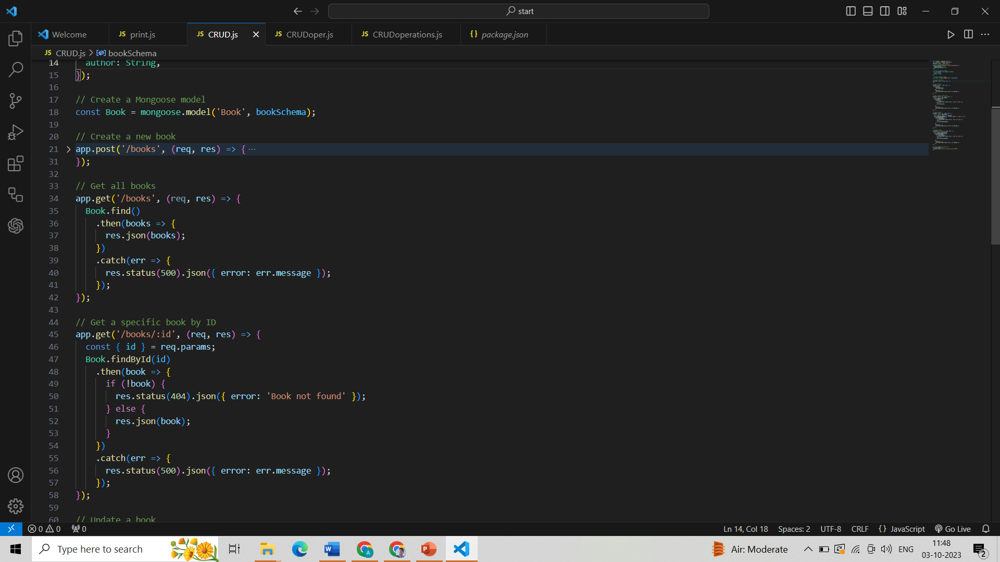 start
Welcome
JS print.js
JS CRUD.js
JS CRUDoper.js
JS CRUDoperations.js
{} package.json
JS CRUD.js > bookSchema
14 author: String,
15 });
16
17 // Create a Mongoose model
18 const Book = mongoose.model('Book', bookSchema);
19
20 // Create a new book
21 app.post('/books', (req, res) => { ···
31 });
32
33 // Get all books
34 app.get('/books', (req, res) => {
35 Book.find()
36 .then(books => {
37 res.json(books);
38 })
39 .catch(err => {
40 res.status(500).json({ error: err.message });
41 });
42 });
43
44 // Get a specific book by ID
45 app.get('/books/:id', (req, res) => {
46 const { id } = req.params;
47 Book.findById(id)
48 .then(book => {
49 if (!book) {
50 res.status(404).json({ error: 'Book not found' });
51 } else {
52 res.json(book);
53 }
54 })
55 .catch(err => {
56 res.status(500).json({ error: err.message });
57 });
58 });
59
60 // Update a book
0 0 0 Ln 14, Col 18 Spaces: 2 UTF-8 CRLF {} JavaScript Go Live
Type here to search
Air: Moderate
ENG
11:48
03-10-2023
2